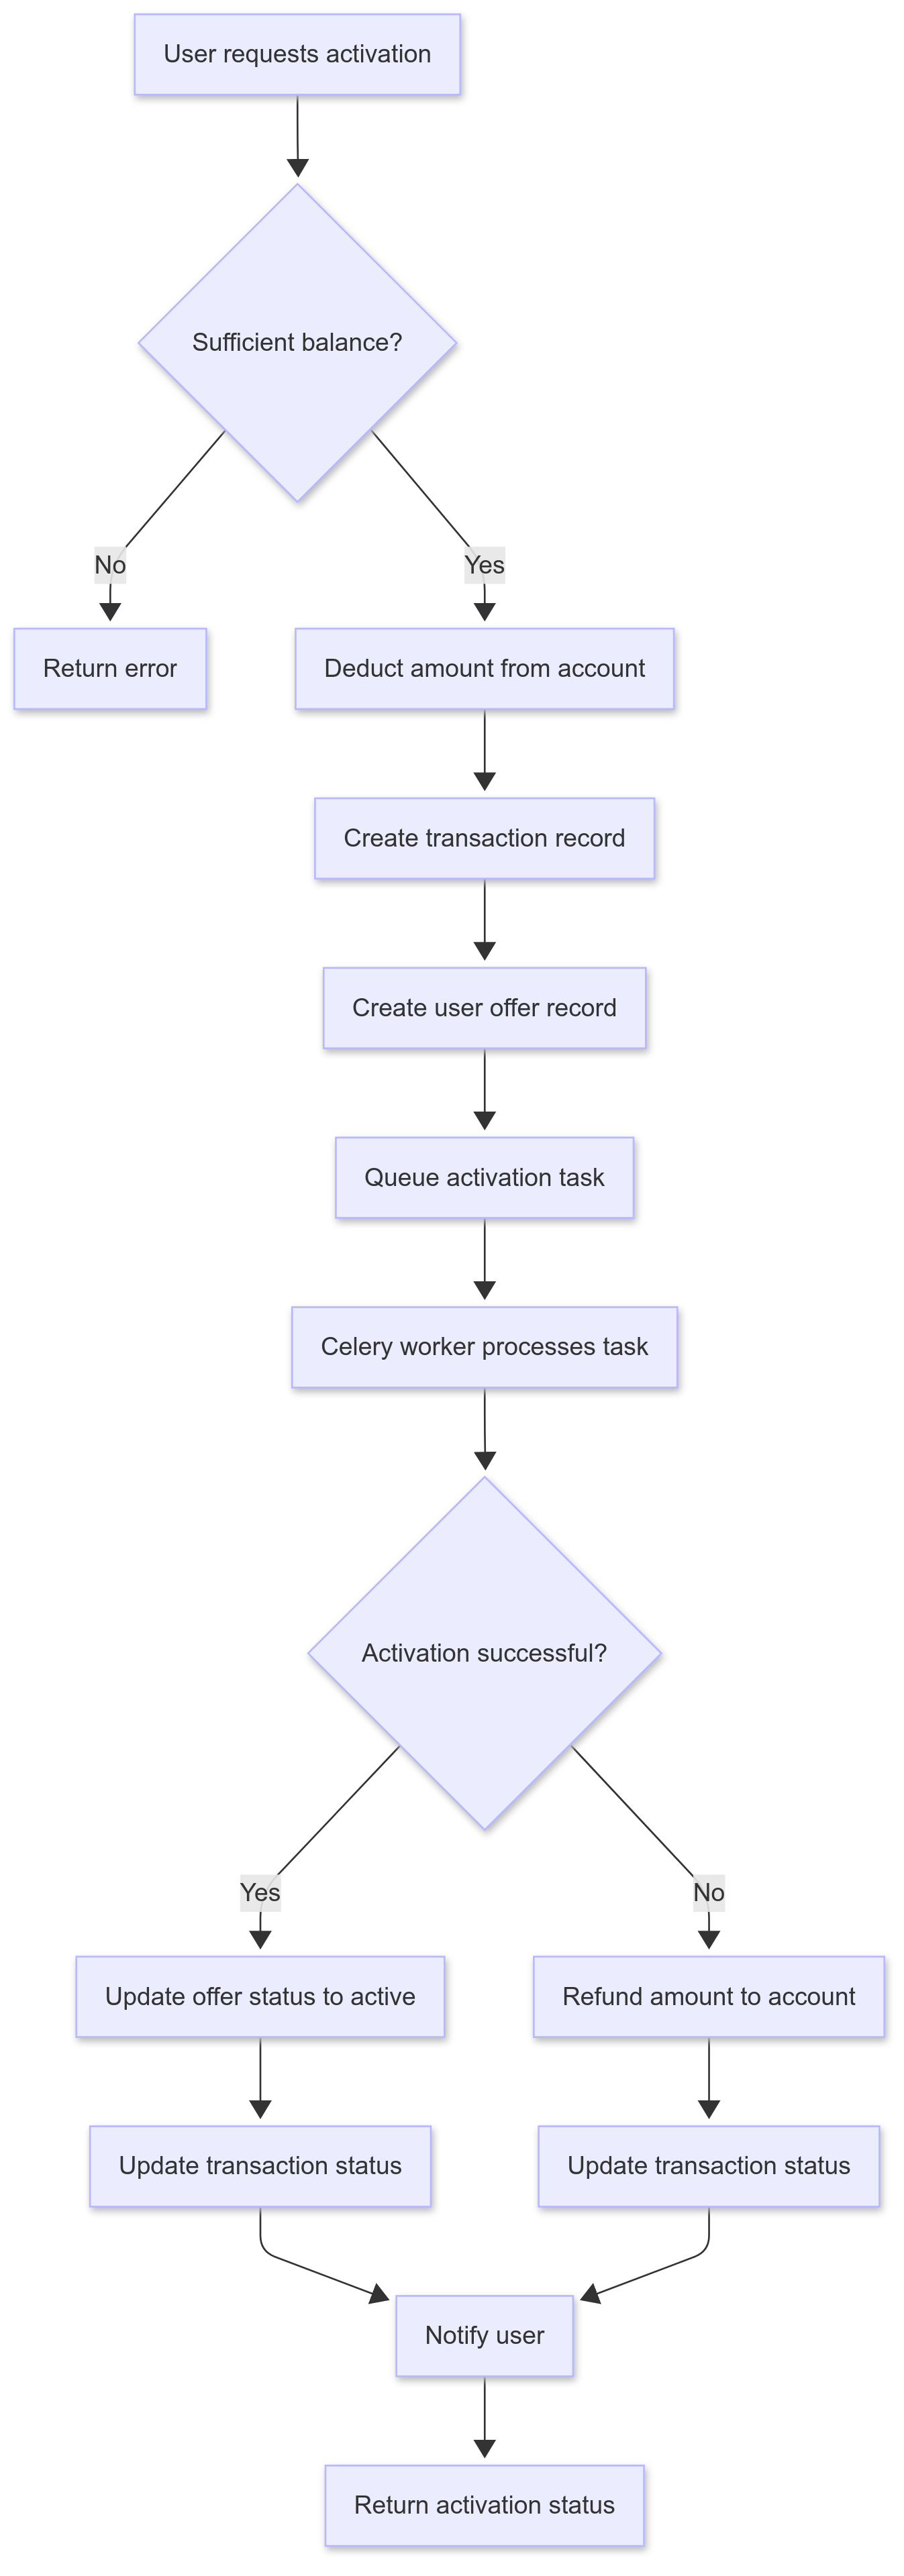 User requests activation
Sufficient balance?
No
Yes
Return error
Deduct amount from account
Create transaction record
Create user offer record
Queue activation task
Celery worker processes task
Activation successful?
Yes
No
Update offer status to active
Refund amount to account
Update transaction status
Update transaction status
Notify user
Return activation status